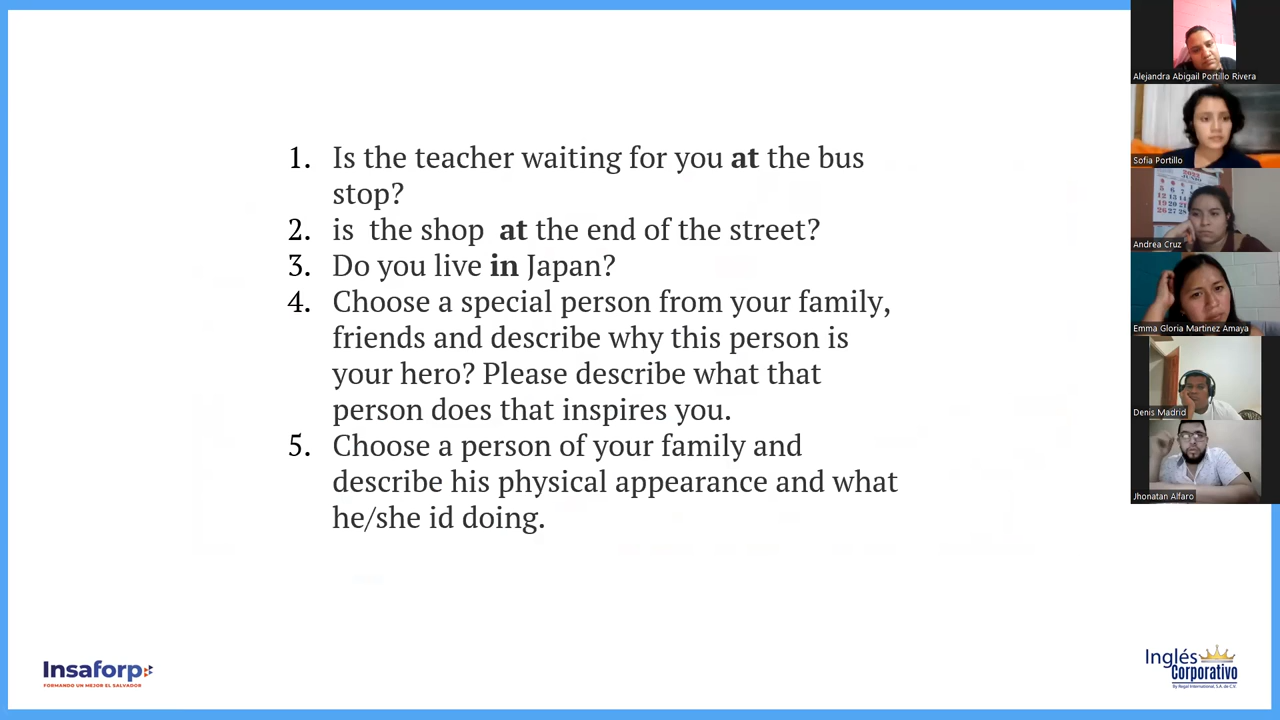 1. Is the teacher waiting for you at the bus
stop?
2. is the shop at the end of the street?
3. Do you live in Japan?
4. Choose a special person from your family,
friends and describe why this person is
your hero? Please describe what that
person does that inspires you.
5. Choose a person of your family and
describe his physical appearance and what
he/she id doing.
Alejandra Abigail Portillo Rivera
Sofia Portillo
Andrea Cruz
Emma Gloria Martinez Amaya
Denis Madrid
Jhonatan Alfaro
Insaforp
FORMANDO UN MEJOR EL SALVADOR
Inglés
Corporativo
By Regal International, S.A. de C.V.